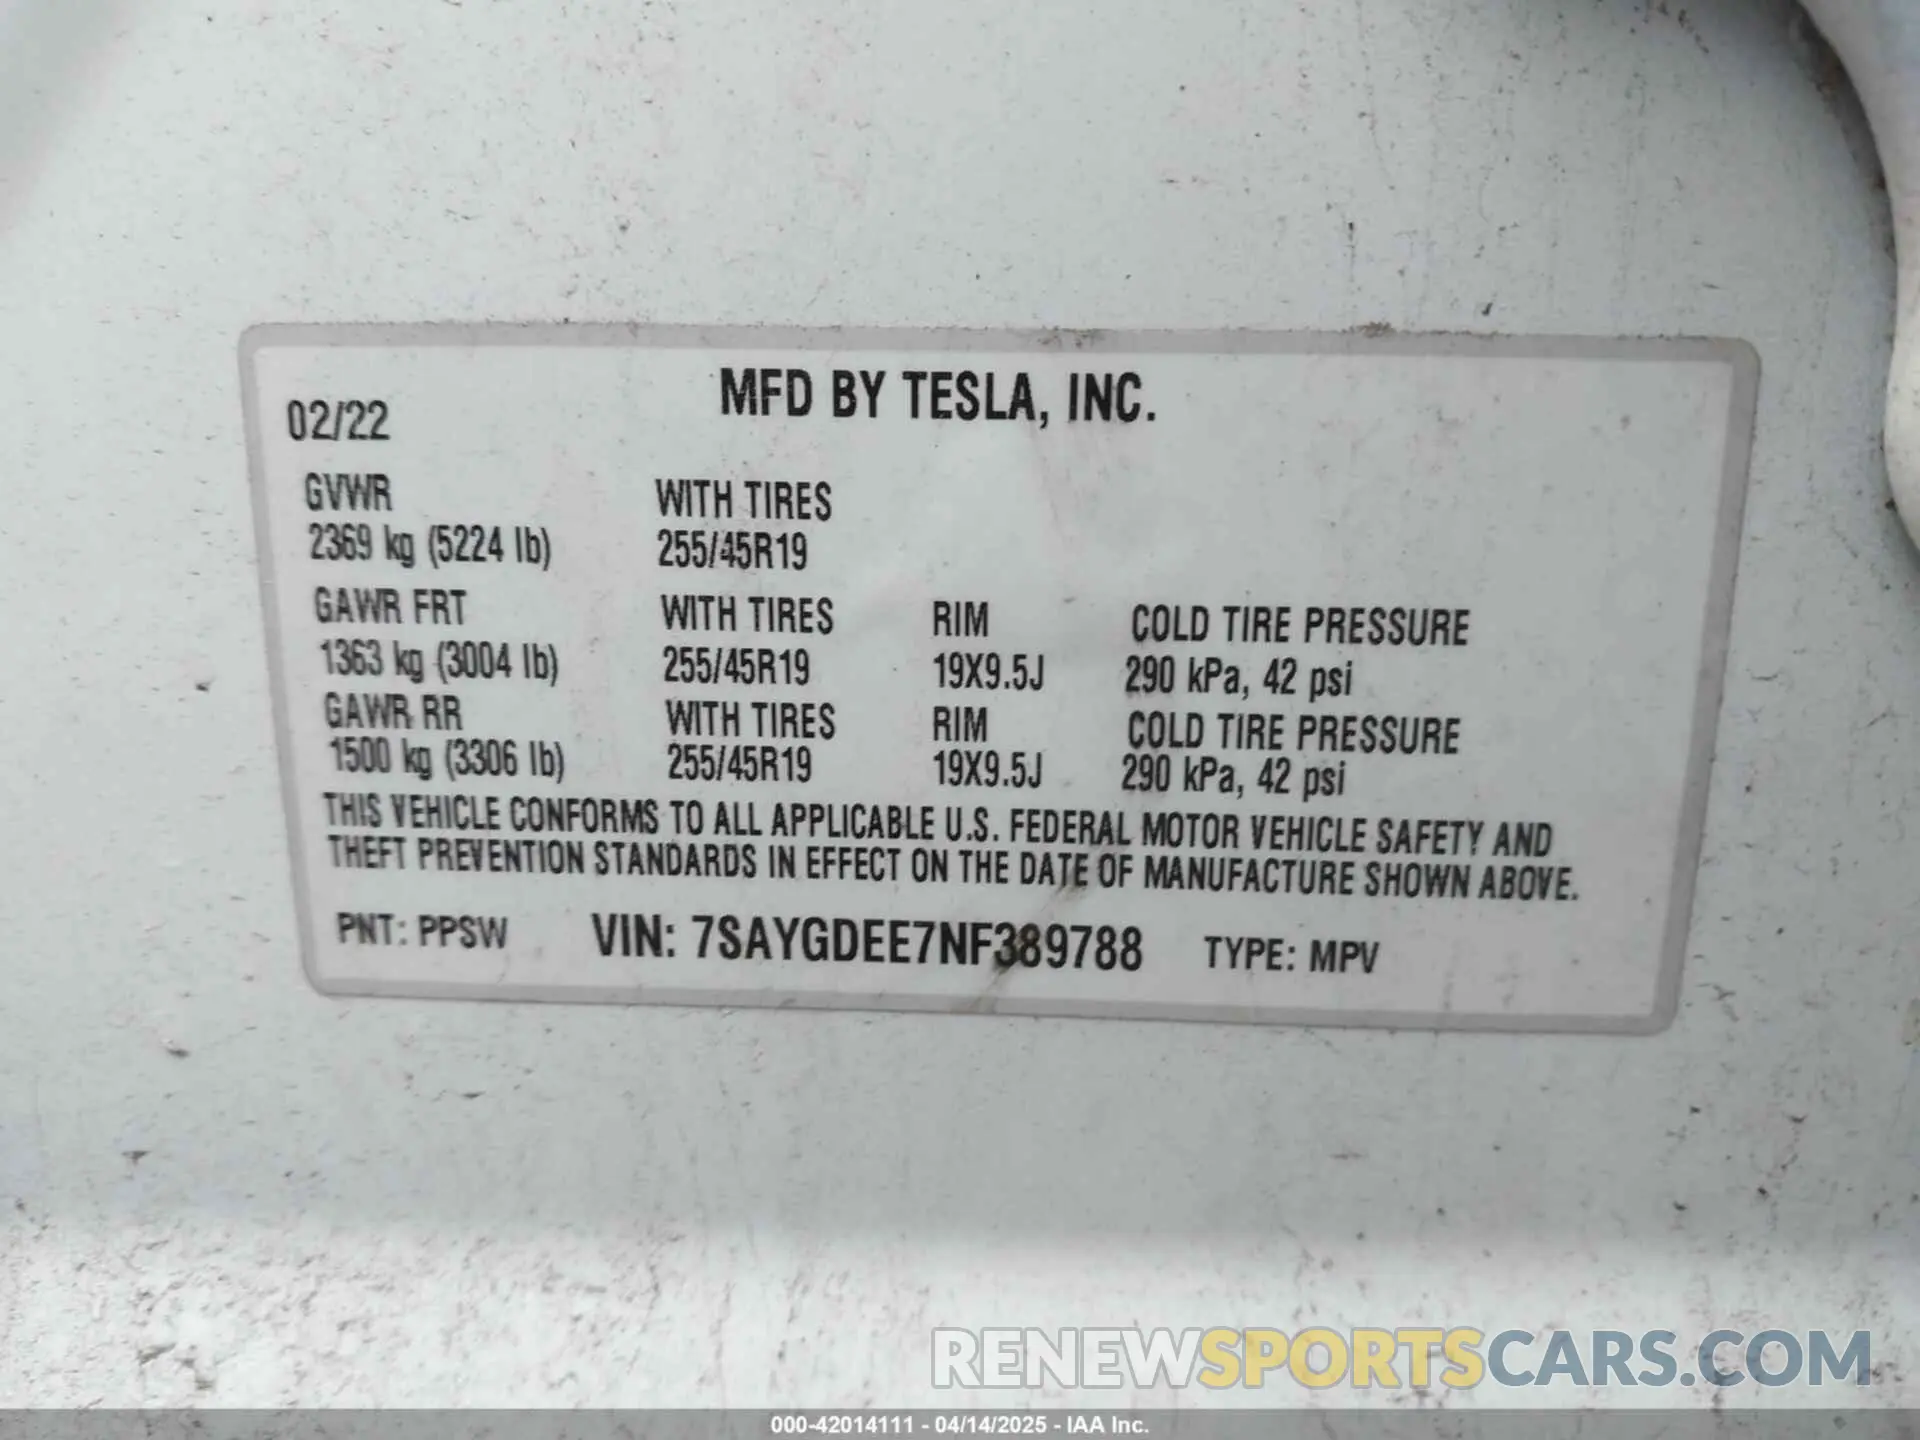 MFD BY TESLA, INC.
02/22
GVWR WITH TIRES
2369 kg (5224 lb) 255/45R19
GAWR FRT WITH TIRES RIM COLD TIRE PRESSURE
1363 kg (3004 lb) 255/45R19 19X9.5J 290 kPa, 42 psi
GAWR RR WITH TIRES RIM COLD TIRE PRESSURE
1500 kg (3306 lb) 255/45R19 19X9.5J 290 kPa, 42 psi
THIS VEHICLE CONFORMS TO ALL APPLICABLE U.S. FEDERAL MOTOR VEHICLE SAFETY AND
THEFT PREVENTION STANDARDS IN EFFECT ON THE DATE OF MANUFACTURE SHOWN ABOVE.
PNT: PPSW VIN: 7SAYGDEE7NF389788 TYPE: MPV
RENEWSPORTSCARS.COM
000-42014111 - 04/14/2025 - IAA Inc.